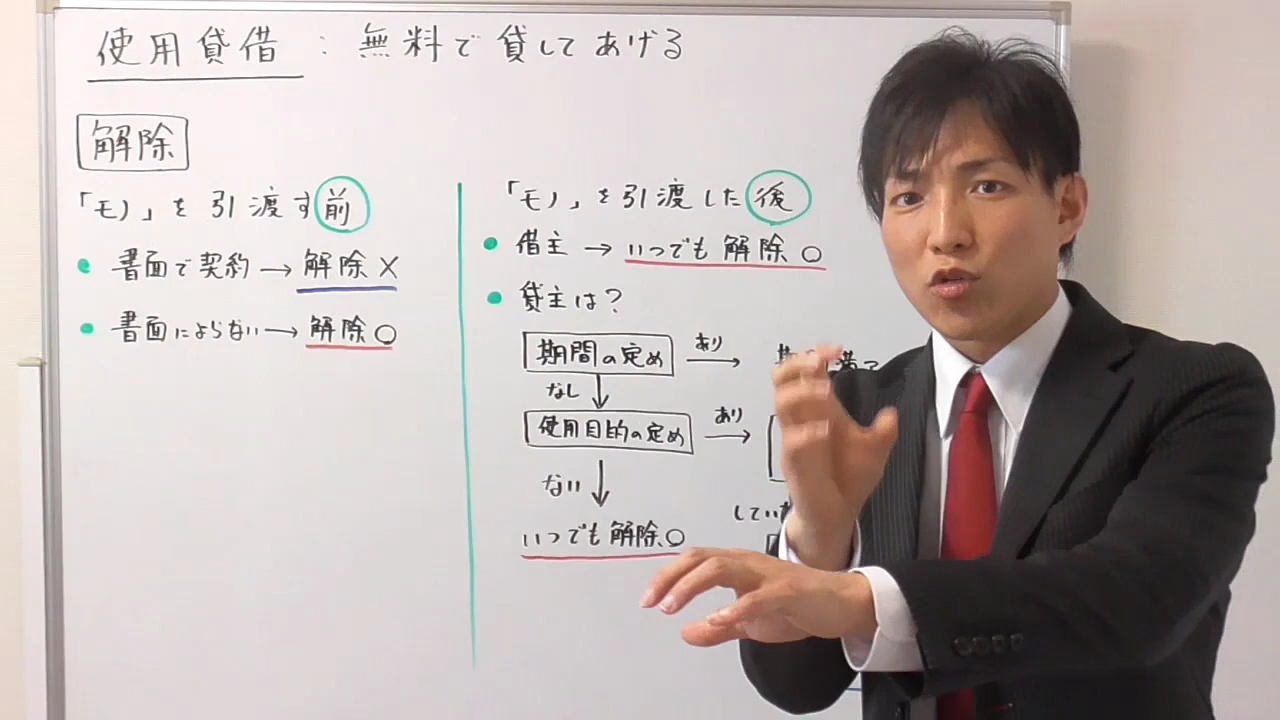 使用貸借：無料で貸してあげる
解除
「モノ」を引渡す前
書面で契約→解除×
書面によらない→解除○
「モノ」を引渡した後
借主→いつでも解除○
貸主は？
期間の定め あり→
なし
使用目的の定め あり→
ない
いつでも解除○